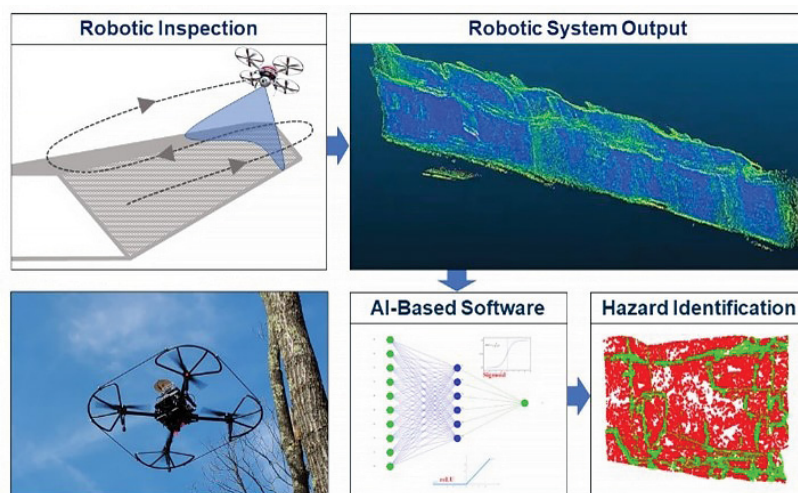 Robotic Inspection
Robotic System Output
AI-Based Software
Hazard Identification
Sigmoid
reLU